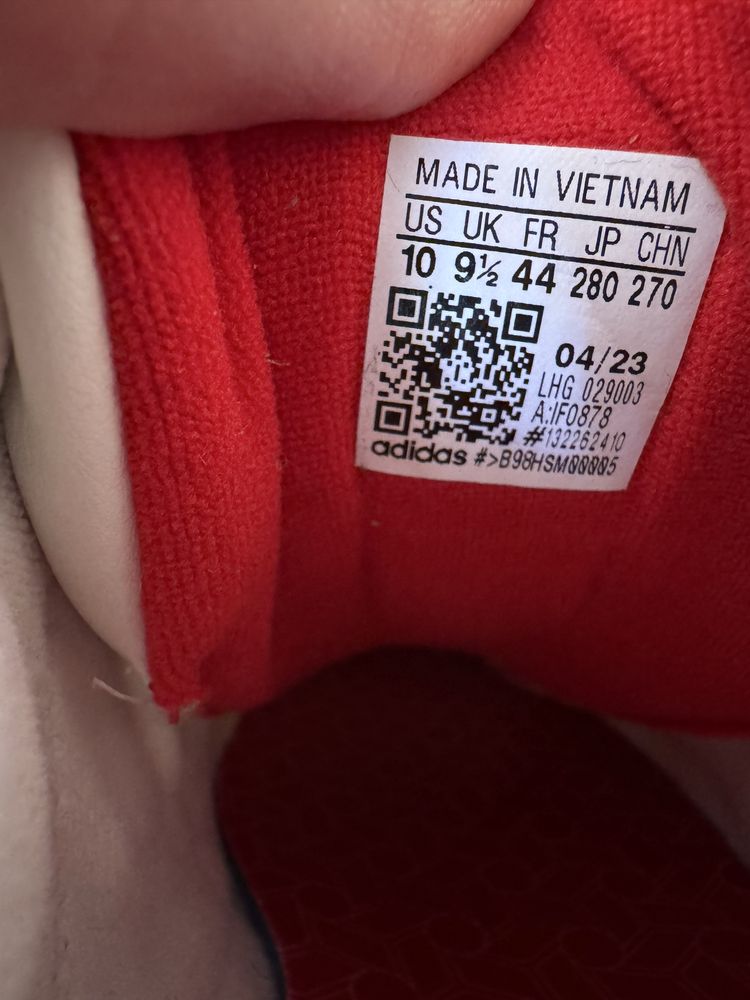 MADE IN VIETNAM
US UK FR JP CHN
10 9½ 44 280 270
04/23
LHG 029003
A:IF0878
#132262410
adidas #>B98HSM00005